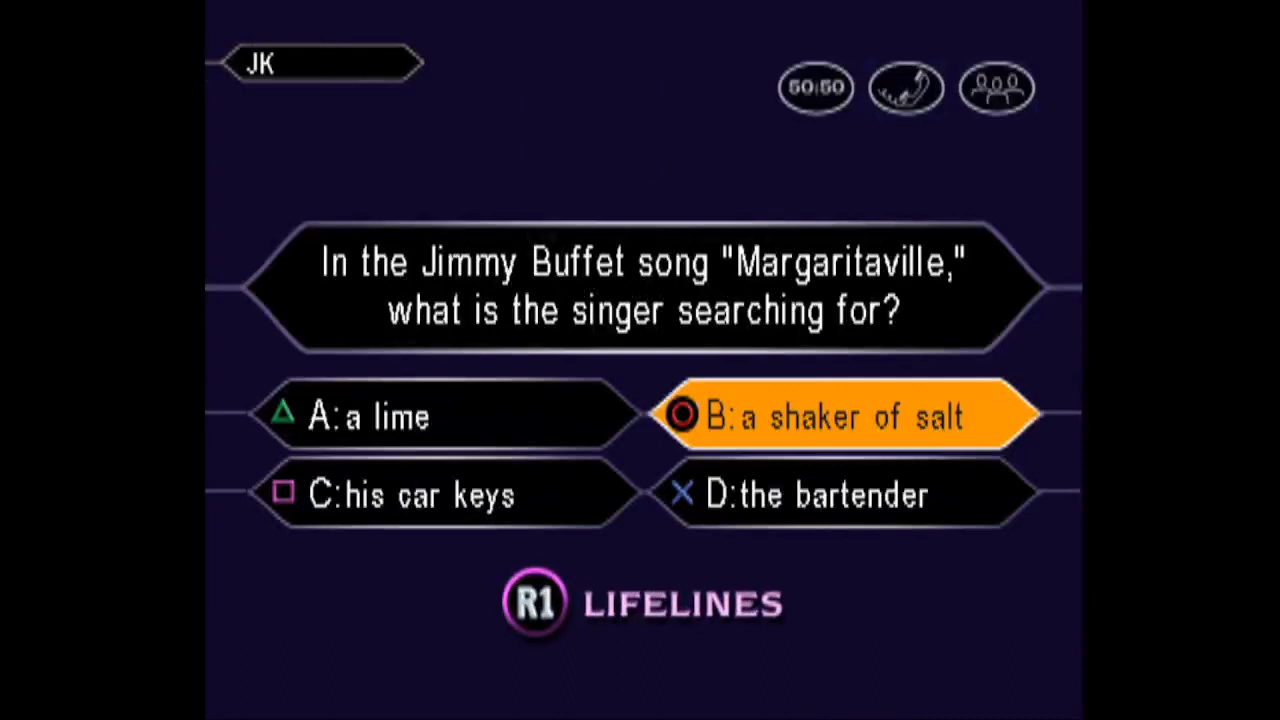 JK
50:50
In the Jimmy Buffet song "Margaritaville,"
what is the singer searching for?
A: a lime
B: a shaker of salt
C: his car keys
D: the bartender
R1 LIFELINES